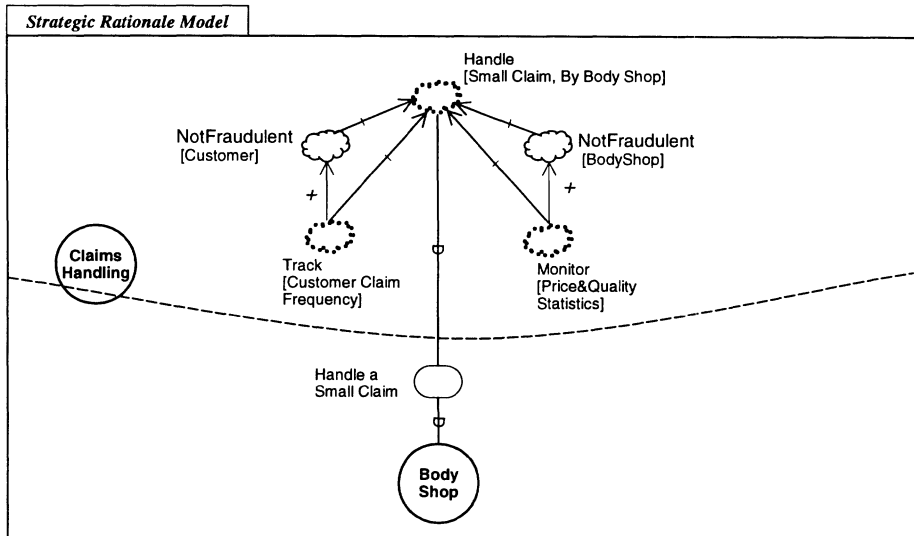 Strategic Rationale Model
Handle
[Small Claim, By Body Shop]
NotFraudulent
[Customer]
NotFraudulent
[BodyShop]
+
+
Claims
Handling
Track
[Customer Claim
Frequency]
Monitor
[Price&Quality
Statistics]
D
Handle a
Small Claim
D
Body
Shop